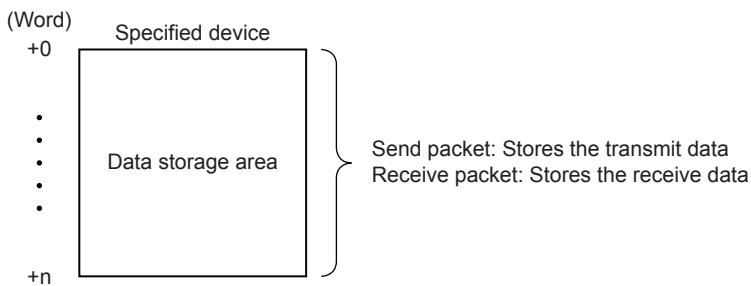 (Word)
Specified device
+0
Data storage area
Send packet: Stores the transmit data
Receive packet: Stores the receive data
+n